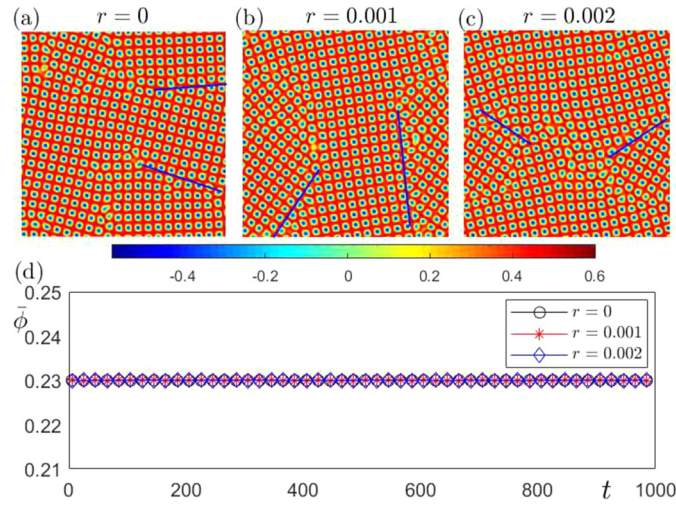 (a) r = 0 (b) r = 0.001 (c) r = 0.002
-0.4 -0.2 0 0.2 0.4 0.6
(d)
0.25
ϕ̄
0.24
0.23
0.22
0.21
r = 0
r = 0.001
r = 0.002
0 200 400 600 800 t 1000